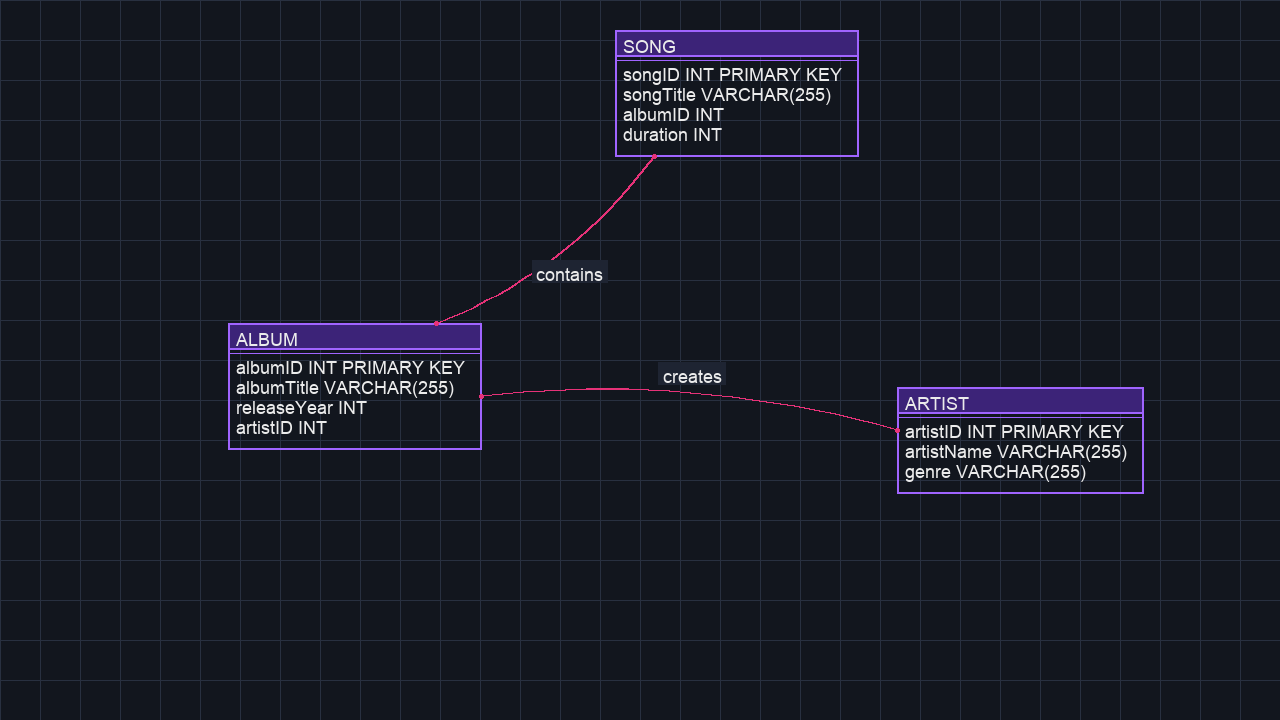 SONG
songID INT PRIMARY KEY
songTitle VARCHAR(255)
albumID INT
duration INT
contains
ALBUM
albumID INT PRIMARY KEY
albumTitle VARCHAR(255)
releaseYear INT
artistID INT
creates
ARTIST
artistID INT PRIMARY KEY
artistName VARCHAR(255)
genre VARCHAR(255)